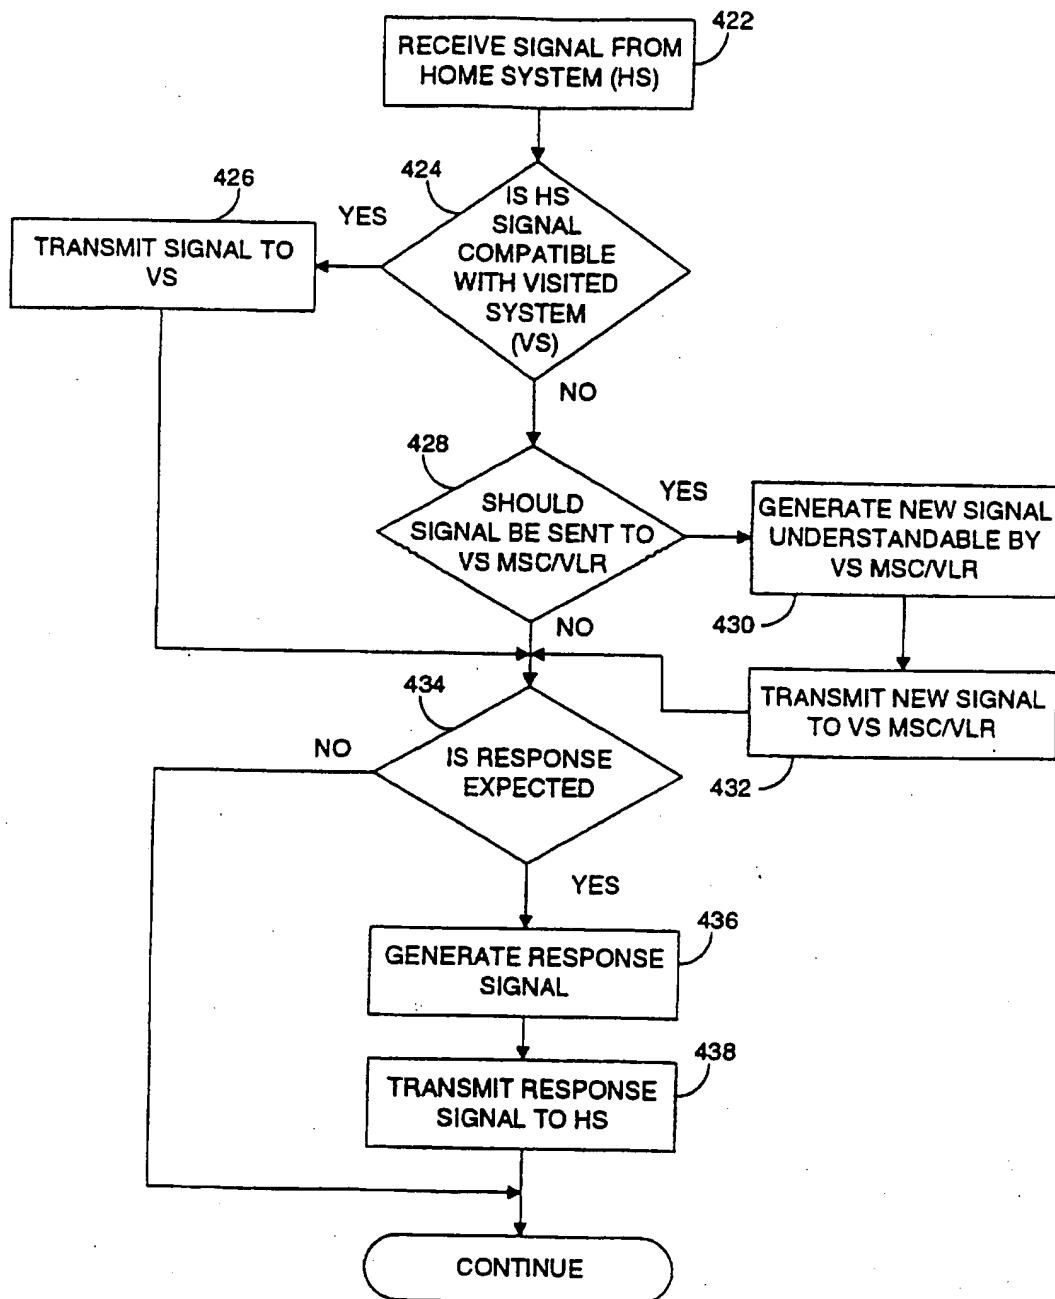 422
RECEIVE SIGNAL FROM
HOME SYSTEM (HS)
424
IS HS
SIGNAL
COMPATIBLE
WITH VISITED
SYSTEM
(VS)
YES
426
TRANSMIT SIGNAL TO
VS
NO
428
SHOULD
SIGNAL BE SENT TO
VS MSC/VLR
YES
GENERATE NEW SIGNAL
UNDERSTANDABLE BY
VS MSC/VLR
430
NO
TRANSMIT NEW SIGNAL
TO VS MSC/VLR
432
434
NO
IS RESPONSE
EXPECTED
YES
436
GENERATE RESPONSE
SIGNAL
438
TRANSMIT RESPONSE
SIGNAL TO HS
CONTINUE